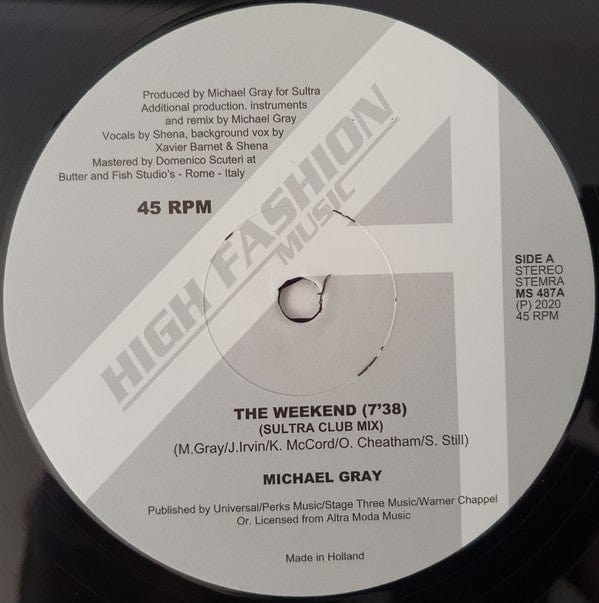 Produced by Michael Gray for Sultra
Additional production. instruments
and remix by Michael Gray
Vocals by Shena, background vox by
Xavier Barnet & Shena
Mastered by Domenico Scuteri at
Butter and Fish Studio's - Rome - Italy
45 RPM
HIGH FASHION
MUSIC
SIDE A
STEREO
STEMRA
MS 487A
(P) 2020
45 RPM
THE WEEKEND (7'38)
(SULTRA CLUB MIX)
(M.Gray/J.Irvin/K. McCord/O. Cheatham/S. Still)
MICHAEL GRAY
Published by Universal/Perks Music/Stage Three Music/Warner Chappel
Or. Licensed from Altra Moda Music
Made in Holland